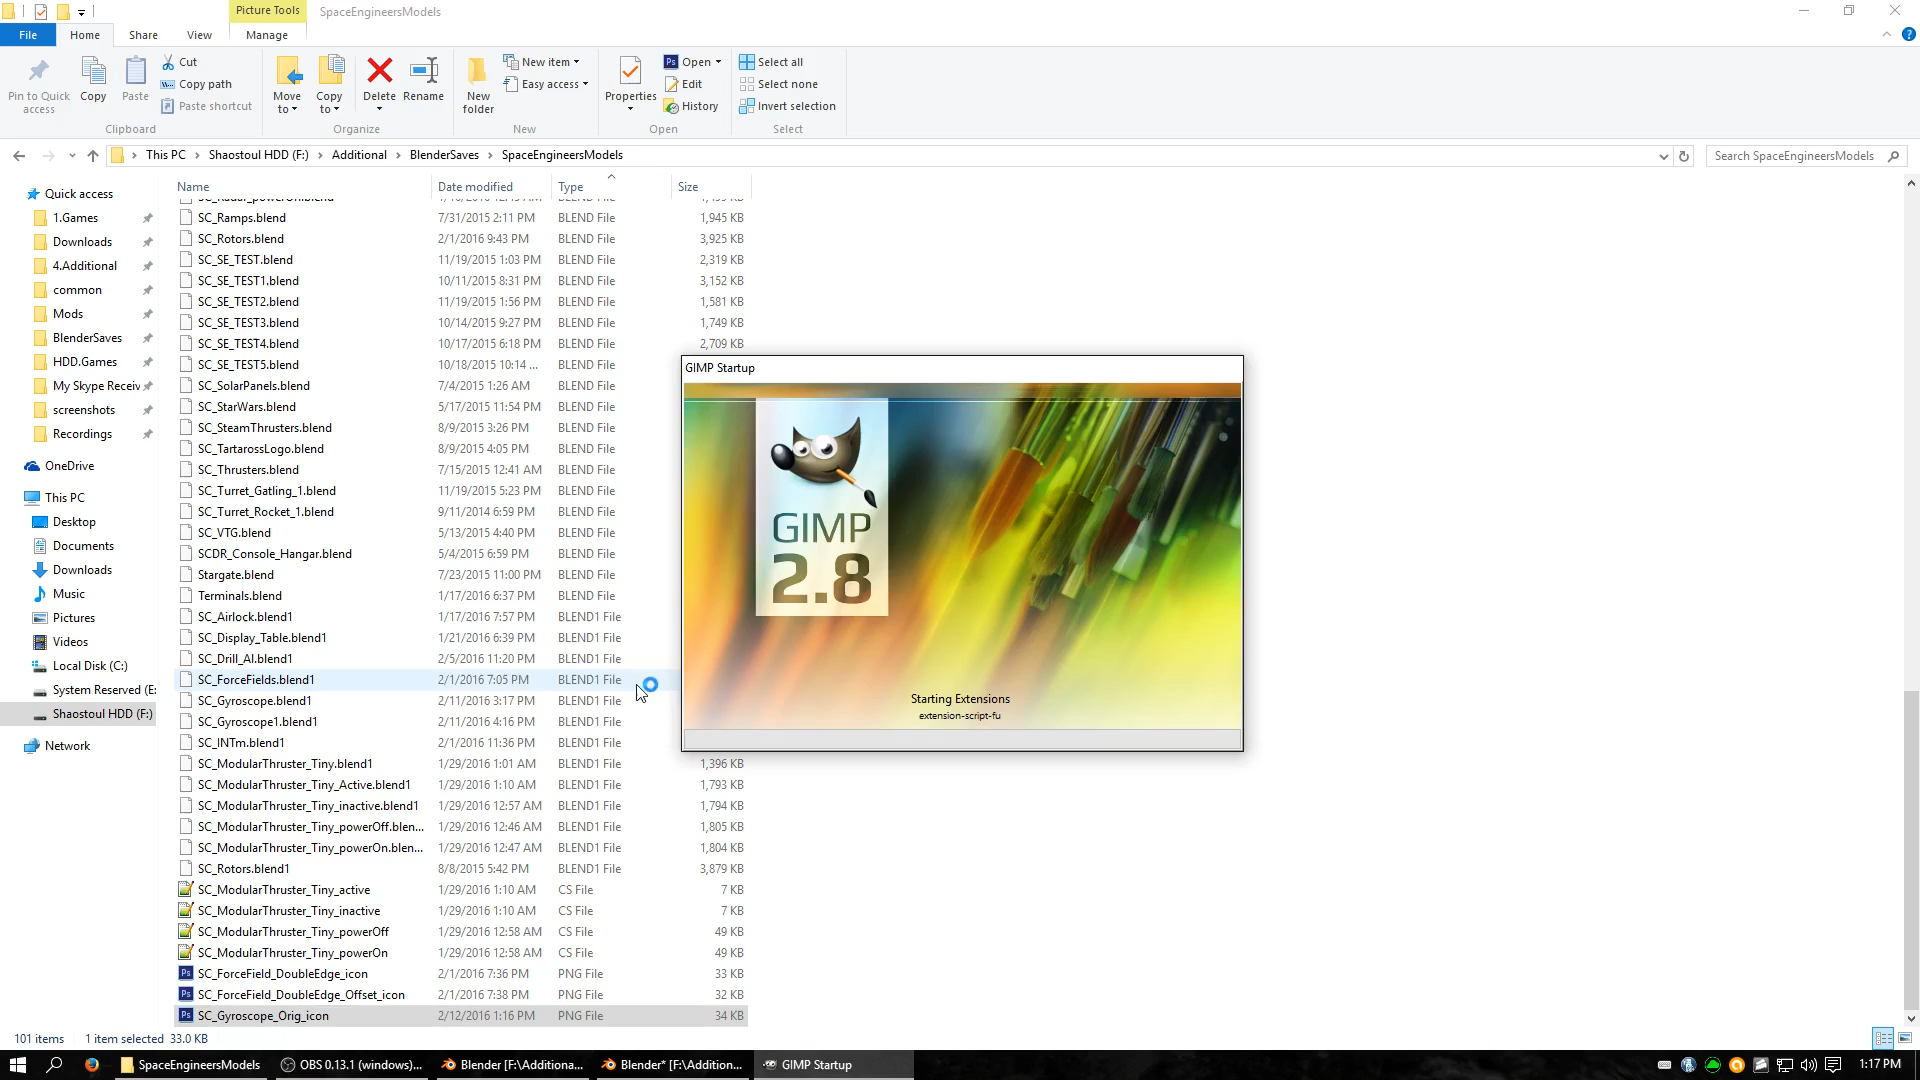 Picture Tools
SpaceEngineersModels
File
Home
Share
View
Manage
Pin to Quick access
Copy
Paste
Cut
Copy path
Paste shortcut
Clipboard
Move to
Copy to
Delete
Rename
Organize
New folder
New item
Easy access
New
Properties
Open
Edit
History
Open
Select all
Select none
Invert selection
Select
This PC > Shaostoul HDD (F:) > Additional > BlenderSaves > SpaceEngineersModels
Search SpaceEngineersModels
Quick access
1.Games
Downloads
4.Additional
common
Mods
BlenderSaves
HDD.Games
My Skype Receiv
screenshots
Recordings
OneDrive
This PC
Desktop
Documents
Downloads
Music
Pictures
Videos
Local Disk (C:)
System Reserved (E:
Shaostoul HDD (F:)
Network
Name Date modified Type Size
SC_Ramps.blend 7/31/2015 2:11 PM BLEND File 1,945 KB
SC_Rotors.blend 2/1/2016 9:43 PM BLEND File 3,925 KB
SC_SE_TEST.blend 11/19/2015 1:03 PM BLEND File 2,319 KB
SC_SE_TEST1.blend 10/11/2015 8:31 PM BLEND File 3,152 KB
SC_SE_TEST2.blend 11/19/2015 1:56 PM BLEND File 1,581 KB
SC_SE_TEST3.blend 10/14/2015 9:27 PM BLEND File 1,749 KB
SC_SE_TEST4.blend 10/17/2015 6:18 PM BLEND File 2,709 KB
SC_SE_TEST5.blend 10/18/2015 10:14 ... BLEND File
SC_SolarPanels.blend 7/4/2015 1:26 AM BLEND File
SC_StarWars.blend 5/17/2015 11:54 PM BLEND File
SC_SteamThrusters.blend 8/9/2015 3:26 PM BLEND File
SC_TartarossLogo.blend 8/9/2015 4:05 PM BLEND File
SC_Thrusters.blend 7/15/2015 12:41 AM BLEND File
SC_Turret_Gatling_1.blend 11/19/2015 5:23 PM BLEND File
SC_Turret_Rocket_1.blend 9/11/2014 6:59 PM BLEND File
SC_VTG.blend 5/13/2015 4:40 PM BLEND File
SCDR_Console_Hangar.blend 5/4/2015 6:59 PM BLEND File
Stargate.blend 7/23/2015 11:00 PM BLEND File
Terminals.blend 1/17/2016 6:37 PM BLEND File
SC_Airlock.blend1 1/17/2016 7:57 PM BLEND1 File
SC_Display_Table.blend1 1/21/2016 6:39 PM BLEND1 File
SC_Drill_AI.blend1 2/5/2016 11:20 PM BLEND1 File
SC_ForceFields.blend1 2/1/2016 7:05 PM BLEND1 File
SC_Gyroscope.blend1 2/11/2016 3:17 PM BLEND1 File
SC_Gyroscope1.blend1 2/11/2016 4:16 PM BLEND1 File
SC_INTm.blend1 2/1/2016 11:36 PM BLEND1 File
SC_ModularThruster_Tiny.blend1 1/29/2016 1:01 AM BLEND1 File 1,396 KB
SC_ModularThruster_Tiny_Active.blend1 1/29/2016 1:10 AM BLEND1 File 1,793 KB
SC_ModularThruster_Tiny_inactive.blend1 1/29/2016 12:57 AM BLEND1 File 1,794 KB
SC_ModularThruster_Tiny_powerOff.blen... 1/29/2016 12:46 AM BLEND1 File 1,805 KB
SC_ModularThruster_Tiny_powerOn.blen... 1/29/2016 12:47 AM BLEND1 File 1,804 KB
SC_Rotors.blend1 8/8/2015 5:42 PM BLEND1 File 3,879 KB
SC_ModularThruster_Tiny_active 1/29/2016 1:10 AM CS File 7 KB
SC_ModularThruster_Tiny_inactive 1/29/2016 1:10 AM CS File 7 KB
SC_ModularThruster_Tiny_powerOff 1/29/2016 12:58 AM CS File 49 KB
SC_ModularThruster_Tiny_powerOn 1/29/2016 12:58 AM CS File 49 KB
SC_ForceField_DoubleEdge_icon 2/1/2016 7:36 PM PNG File 33 KB
SC_ForceField_DoubleEdge_Offset_icon 2/1/2016 7:38 PM PNG File 32 KB
SC_Gyroscope_Orig_icon 2/12/2016 1:16 PM PNG File 34 KB
GIMP Startup
GIMP
2.8
Starting Extensions
extension-script-fu
101 items 1 item selected 33.0 KB
SpaceEngineersModels
OBS 0.13.1 (windows)...
Blender [F:\Additiona...
Blender* [F:\Addition...
GIMP Startup
1:17 PM